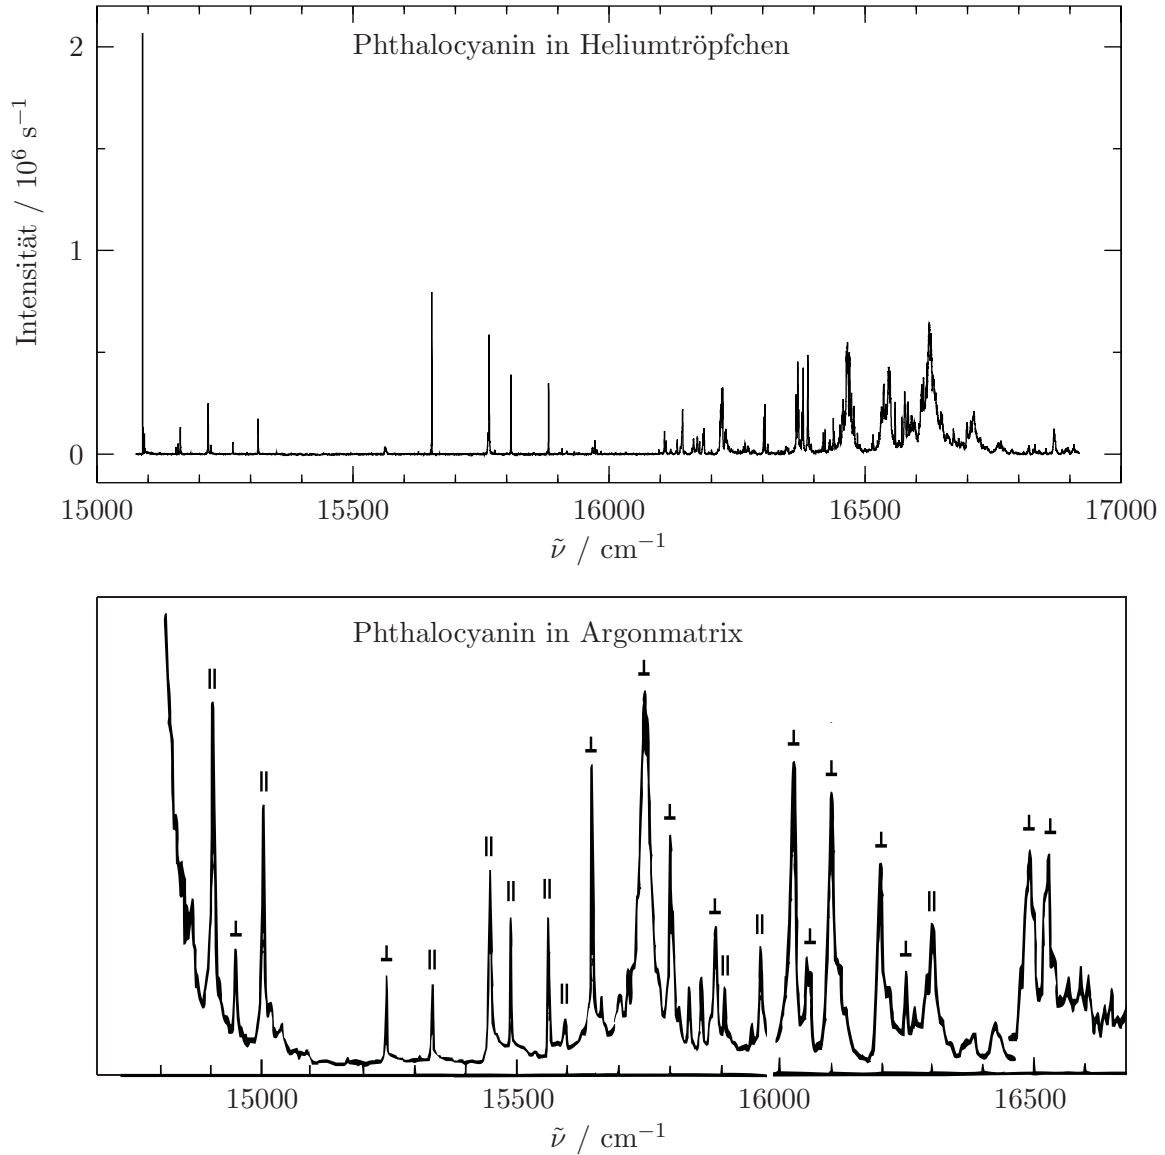 Phthalocyanin in Heliumtröpfchen
Intensität / 10⁶ s⁻¹
2
1
0
15000 15500 16000 16500 17000
ν̃ / cm⁻¹
Phthalocyanin in Argonmatrix
⊥
⊥ ⊥
|| ⊥
|| ⊥
|| ⊥ ⊥ ⊥
|| || || ⊥ ||
⊥ || ⊥ ⊥
⊥ || || ||
||
15000 15500 16000 16500
ν̃ / cm⁻¹